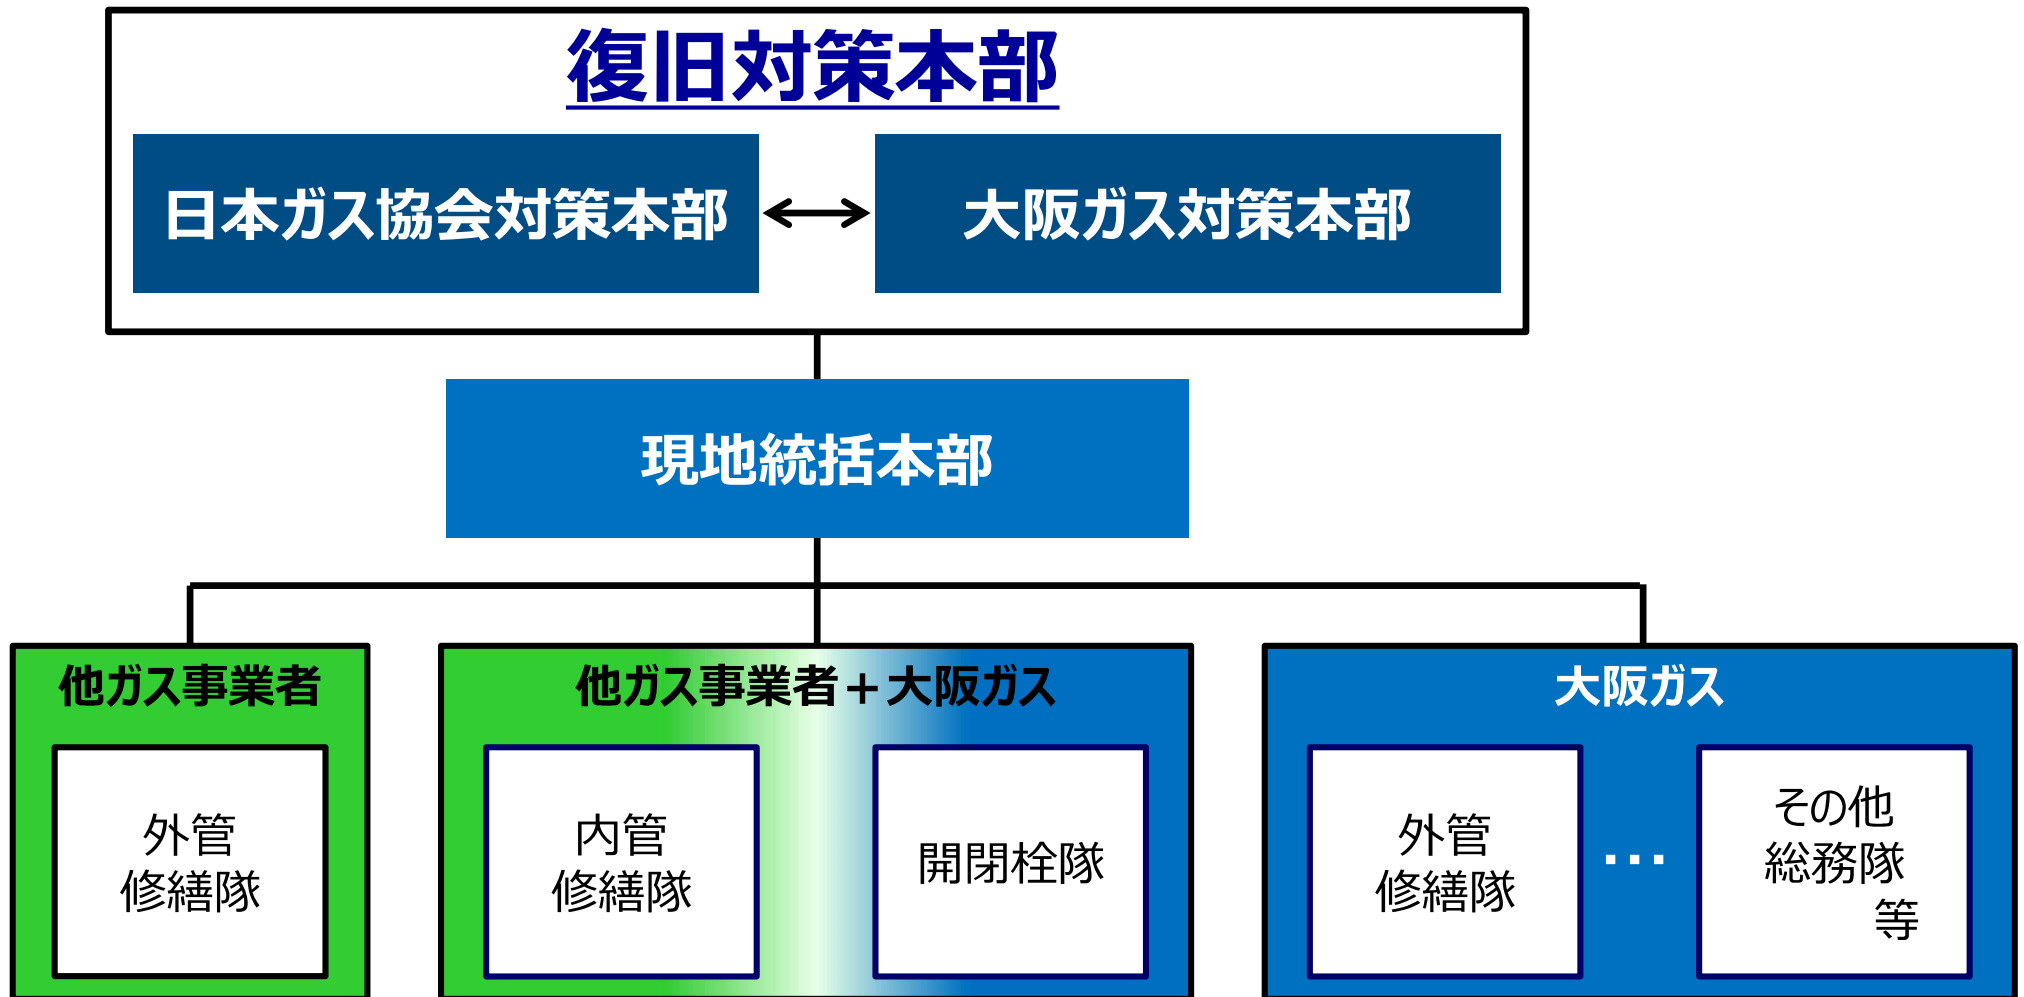 復旧対策本部
日本ガス協会対策本部
大阪ガス対策本部
現地統括本部
他ガス事業者
他ガス事業者+大阪ガス
大阪ガス
外管
修繕隊
内管
修繕隊
開閉栓隊
外管
修繕隊
…
その他
総務隊
等